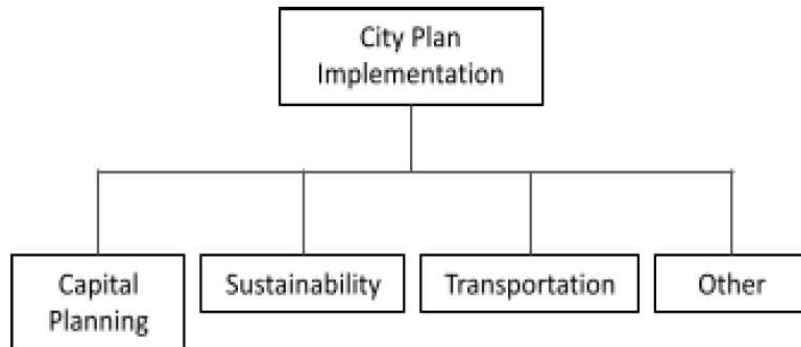 City Plan
Implementation
Capital
Planning
Sustainability
Transportation
Other